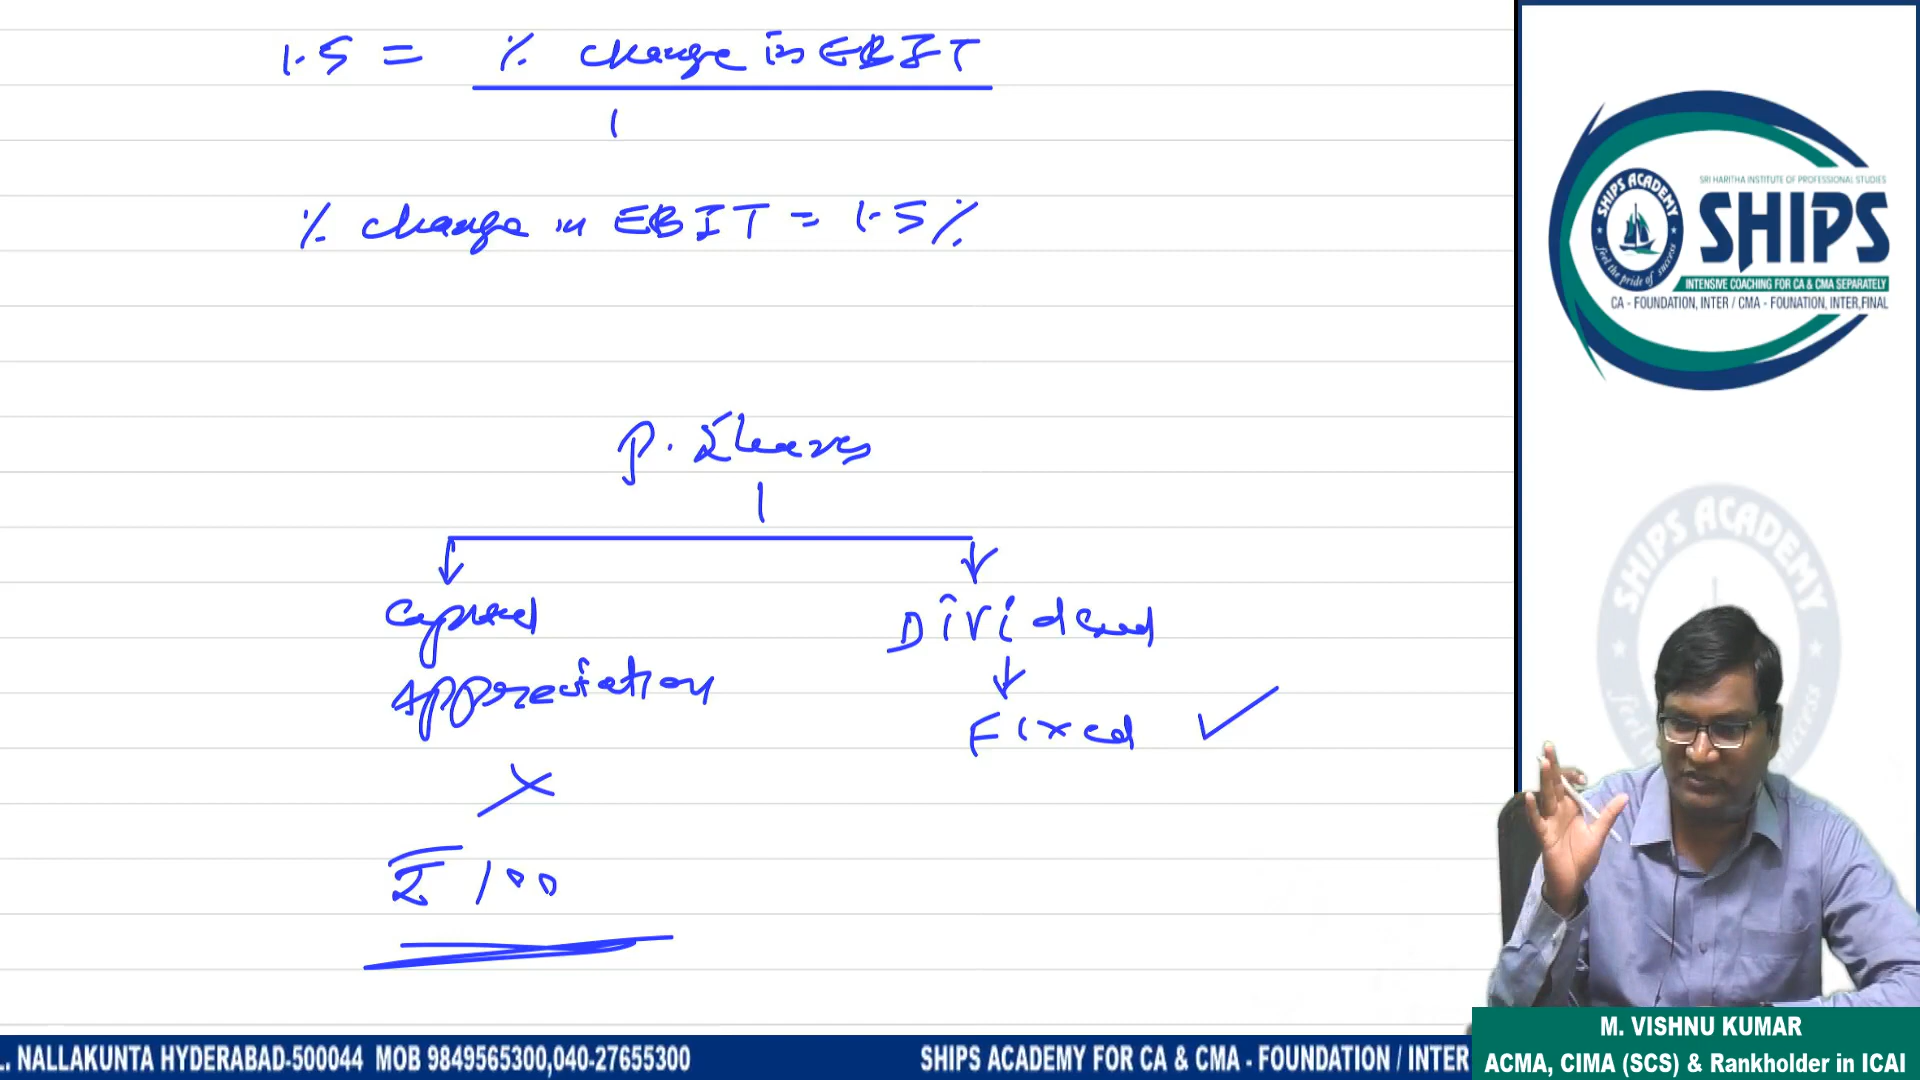 1.5 = % change in EBIT
1
% change in EBIT = 1.5%
P. Shares
Capital
Appreciation
Dividend
Fixed ✓
×
₹ 100
SHIPS ACADEMY
feel the pride of success
SRI HARITHA INSTITUTE OF PROFESSIONAL STUDIES
SHIPS
INTENSIVE COACHING FOR CA & CMA SEPARATELY
CA - FOUNDATION, INTER / CMA - FOUNATION, INTER,FINAL
SHIPS ACADEMY
M. VISHNU KUMAR
ACMA, CIMA (SCS) & Rankholder in ICAI
L. NALLAKUNTA HYDERABAD-500044 MOB 9849565300,040-27655300
SHIPS ACADEMY FOR CA & CMA - FOUNDATION / INTER